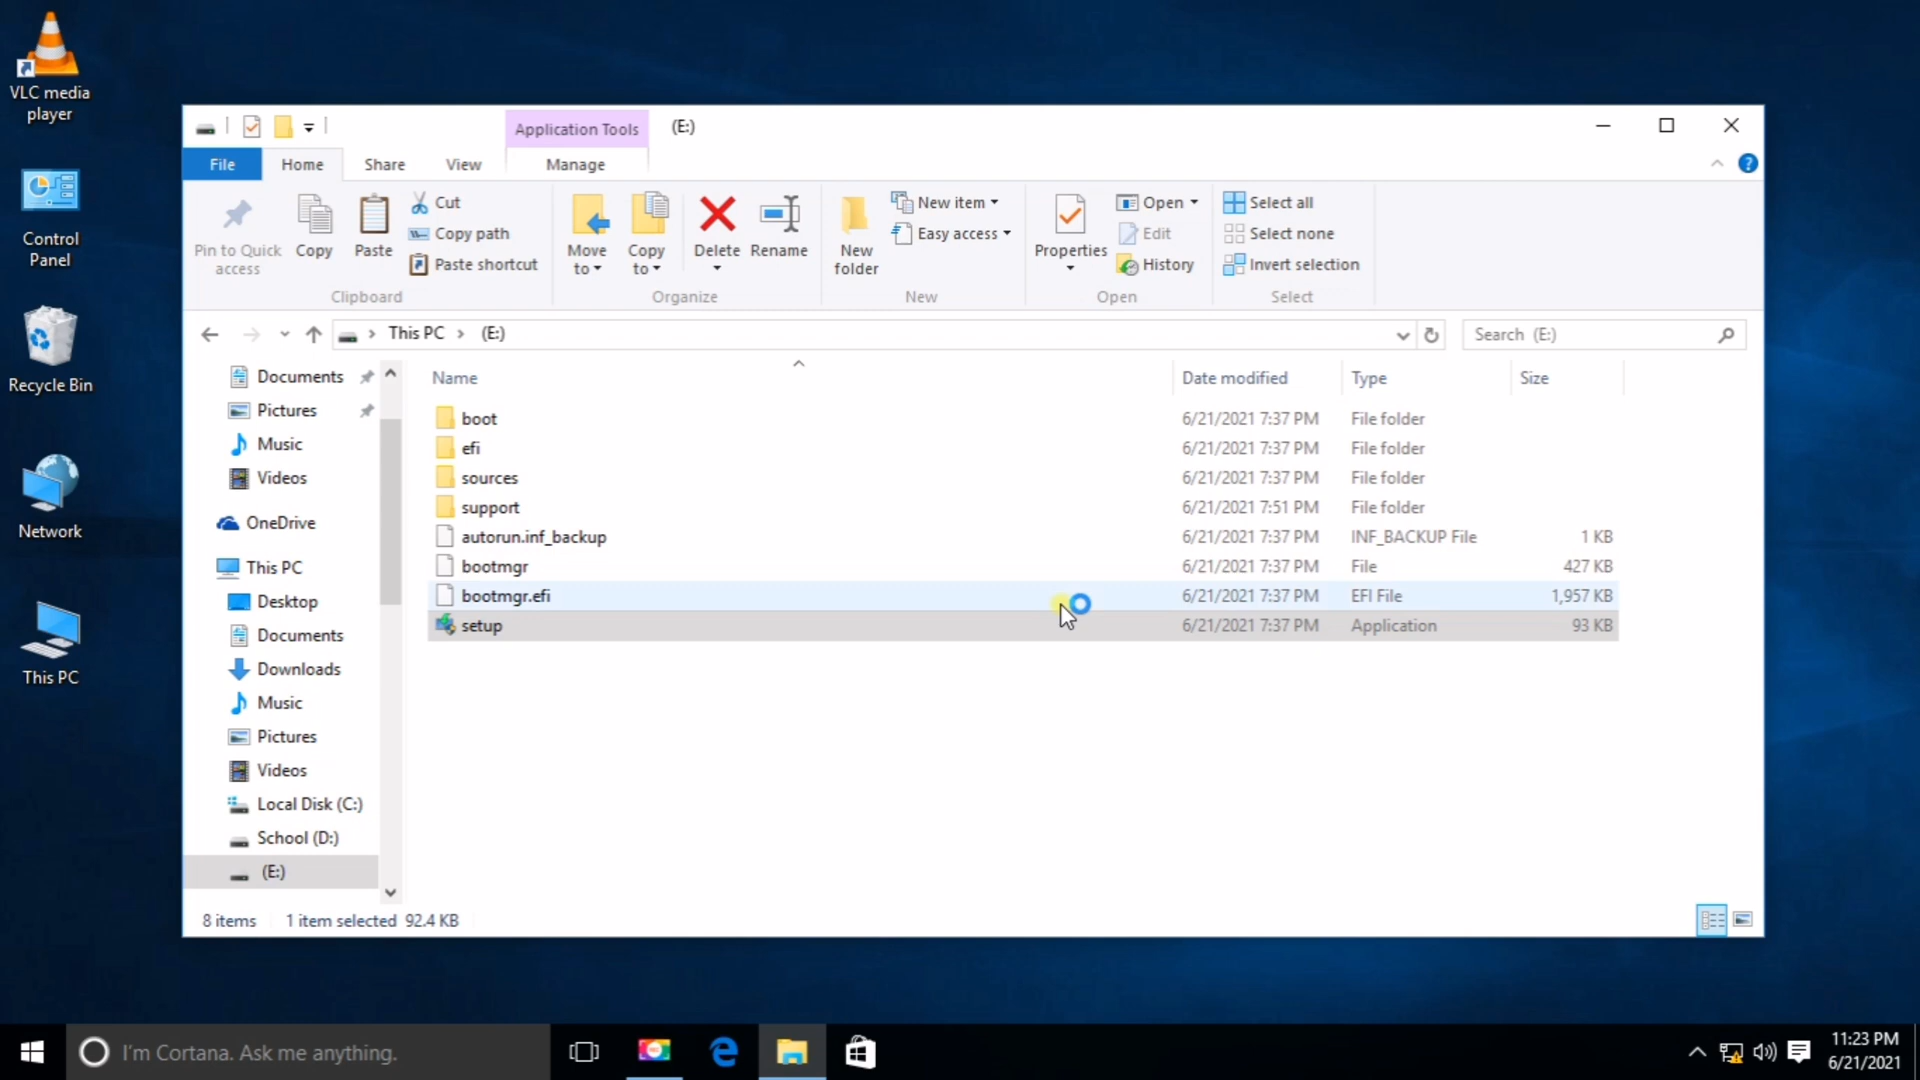 VLC media
player
Control
Panel
Recycle Bin
Network
This PC
Application Tools
(E:)
File
Home
Share
View
Manage
Pin to Quick
access
Copy
Paste
Cut
Copy path
Paste shortcut
Clipboard
Move
to
Copy
to
Delete
Rename
Organize
New
folder
New item
Easy access
New
Properties
Open
Edit
History
Open
Select all
Select none
Invert selection
Select
This PC
(E:)
Search (E:)
Documents
Pictures
Music
Videos
OneDrive
This PC
Desktop
Documents
Downloads
Music
Pictures
Videos
Local Disk (C:)
School (D:)
(E:)
Name Date modified Type Size
boot 6/21/2021 7:37 PM File folder
efi 6/21/2021 7:37 PM File folder
sources 6/21/2021 7:37 PM File folder
support 6/21/2021 7:51 PM File folder
autorun.inf_backup 6/21/2021 7:37 PM INF_BACKUP File 1 KB
bootmgr 6/21/2021 7:37 PM File 427 KB
bootmgr.efi 6/21/2021 7:37 PM EFI File 1,957 KB
setup 6/21/2021 7:37 PM Application 93 KB
8 items 1 item selected 92.4 KB
I'm Cortana. Ask me anything.
11:23 PM
6/21/2021